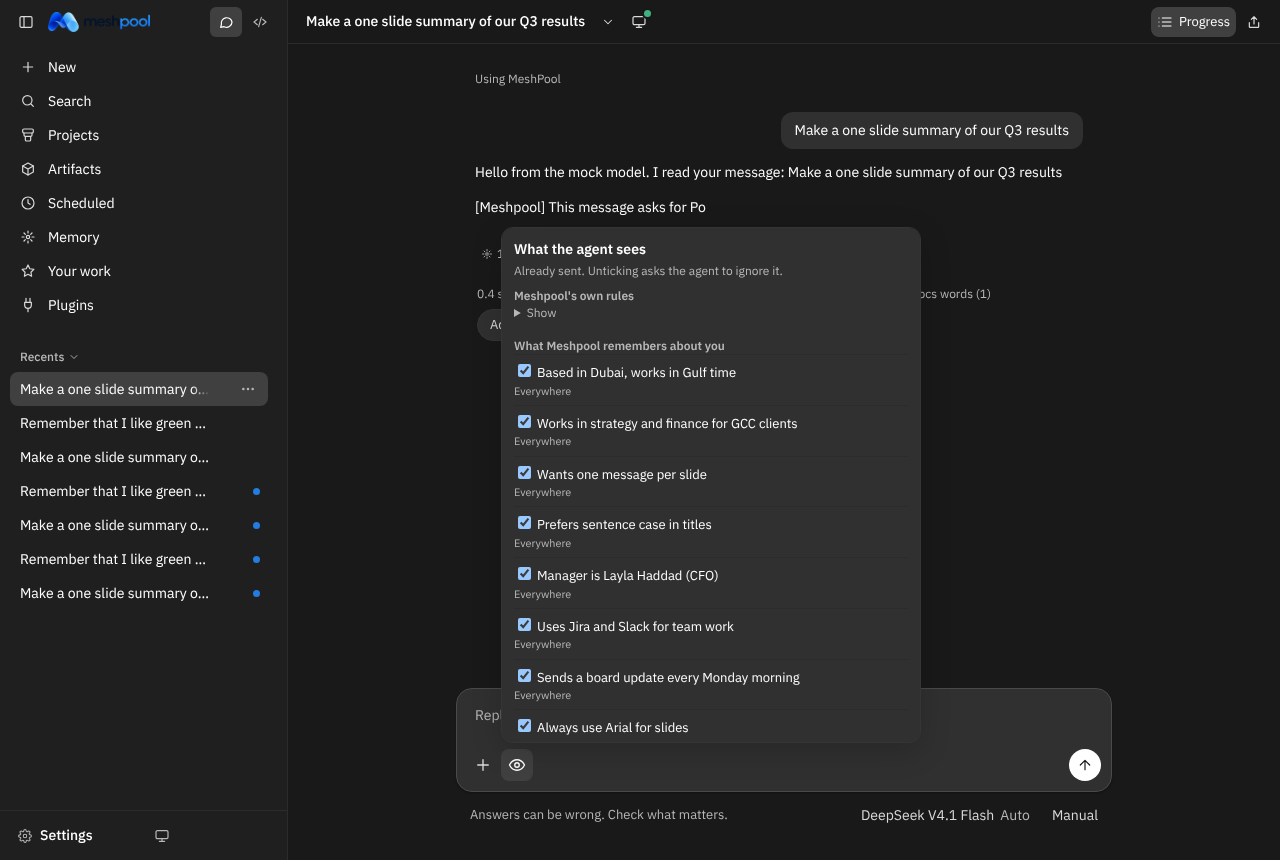 meshpool
Make a one slide summary of our Q3 results
Progress
New
Search
Projects
Artifacts
Scheduled
Memory
Your work
Plugins
Recents
Make a one slide summary o...
Remember that I like green ...
Make a one slide summary o...
Remember that I like green ...
Make a one slide summary o...
Remember that I like green ...
Make a one slide summary o...
Settings
Using MeshPool
Make a one slide summary of our Q3 results
Hello from the mock model. I read your message: Make a one slide summary of our Q3 results
[Meshpool] This message asks for Po
What the agent sees
Already sent. Unticking asks the agent to ignore it.
Meshpool's own rules
Show
What Meshpool remembers about you
Based in Dubai, works in Gulf time
Everywhere
Works in strategy and finance for GCC clients
Everywhere
Wants one message per slide
Everywhere
Prefers sentence case in titles
Everywhere
Manager is Layla Haddad (CFO)
Everywhere
Uses Jira and Slack for team work
Everywhere
Sends a board update every Monday morning
Everywhere
Always use Arial for slides
0.4 s
words (1)
Answers can be wrong. Check what matters.
DeepSeek V4.1 Flash Auto
Manual